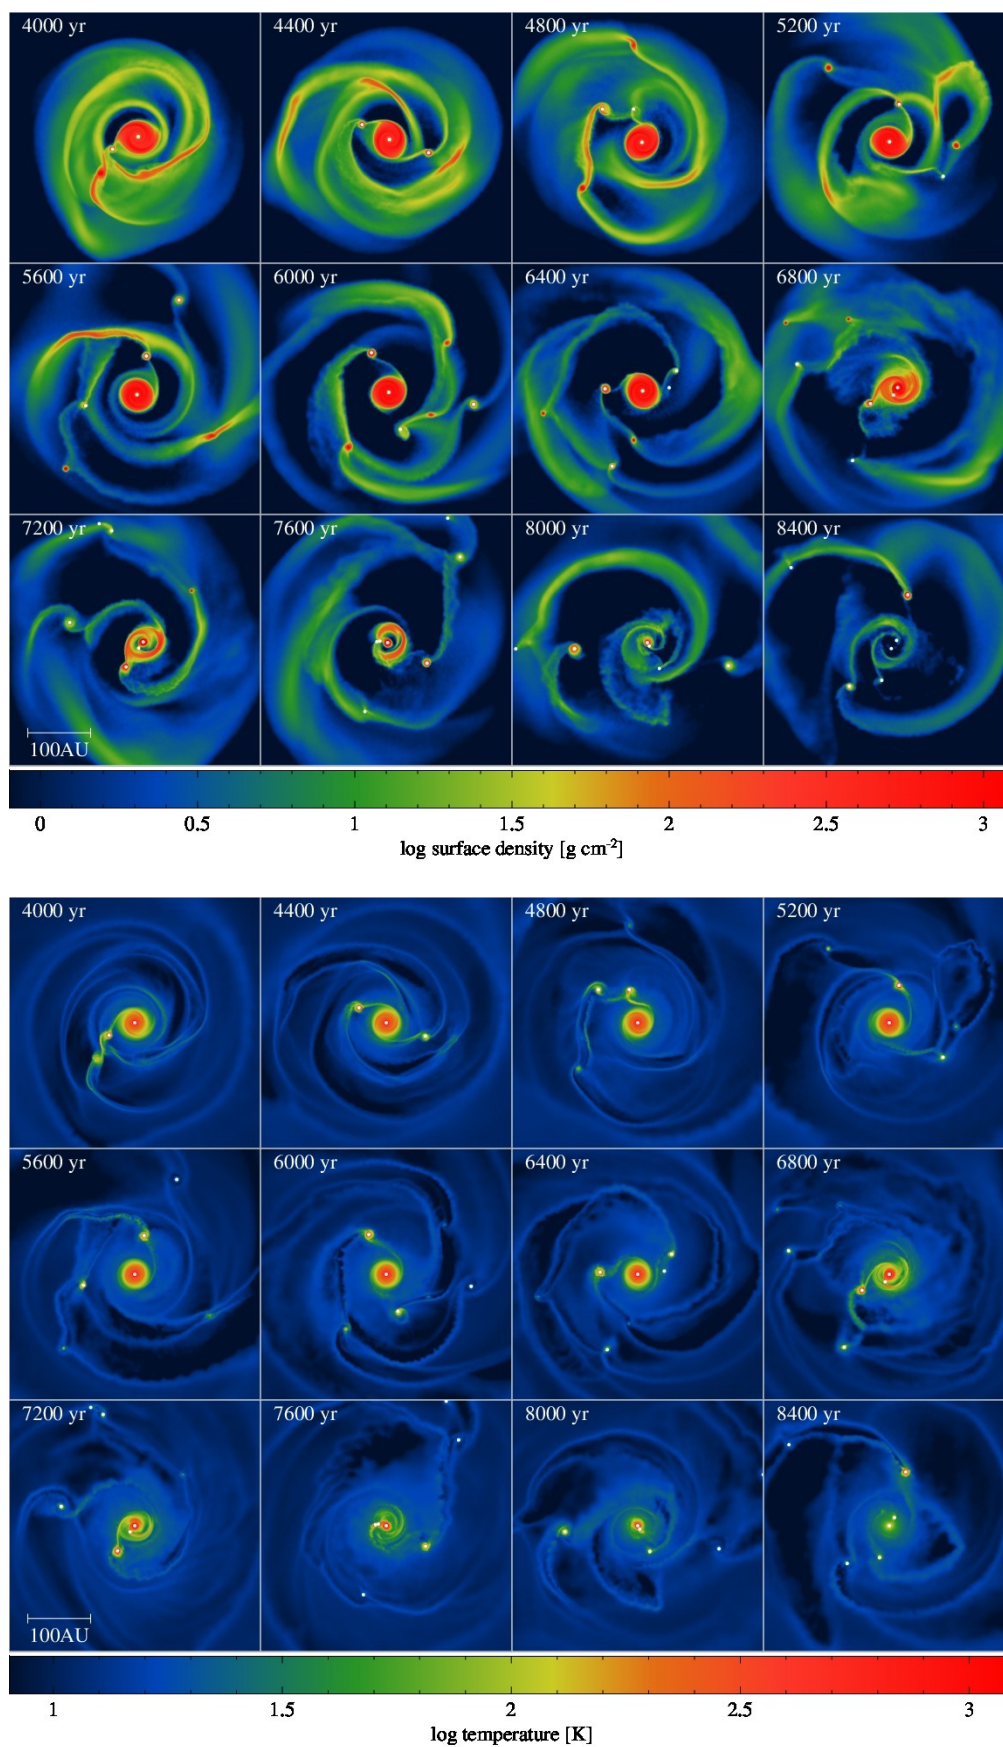 4000 yr 4400 yr 4800 yr 5200 yr
5600 yr 6000 yr 6400 yr 6800 yr
7200 yr 7600 yr 8000 yr 8400 yr
100AU
0 0.5 1 1.5 2 2.5 3
log surface density [g cm⁻²]
4000 yr 4400 yr 4800 yr 5200 yr
5600 yr 6000 yr 6400 yr 6800 yr
7200 yr 7600 yr 8000 yr 8400 yr
100AU
1 1.5 2 2.5 3
log temperature [K]